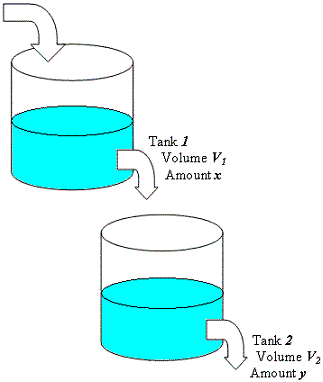 Tank 1
Volume V₁
Amount x
Tank 2
Volume V₂
Amount y